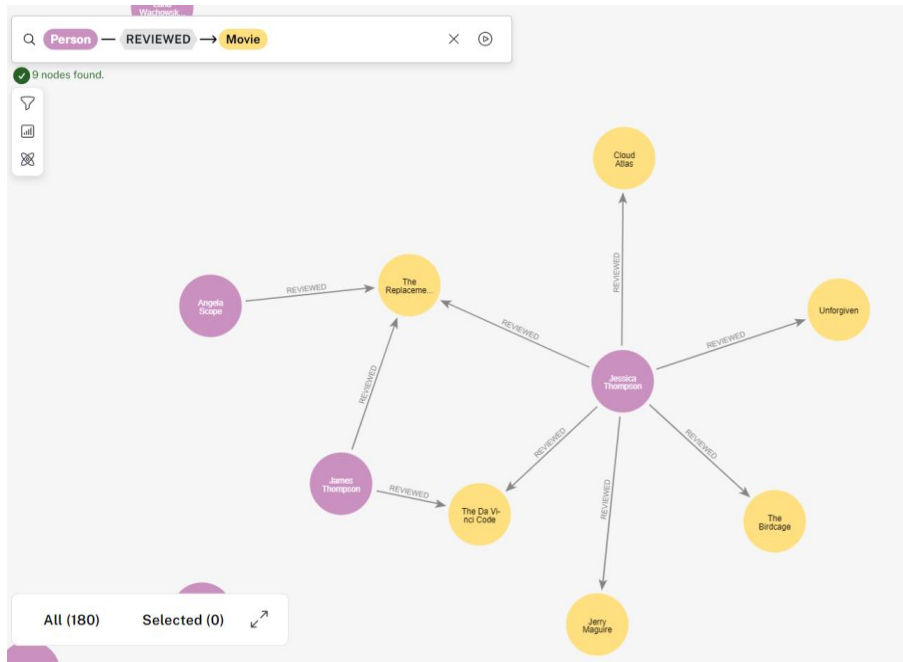 Lana
Wachowsk...
Person REVIEWED Movie
9 nodes found.
Cloud
Atlas
REVIEWED
The
Replaceme...
REVIEWED
Angela
Scope
Unforgiven
REVIEWED
REVIEWED
Jessica
Thompson
REVIEWED
REVIEWED
REVIEWED
James
Thompson
REVIEWED
REVIEWED
The Da Vi-
nci Code
The
Birdcage
Jerry
Maguire
All (180) Selected (0)